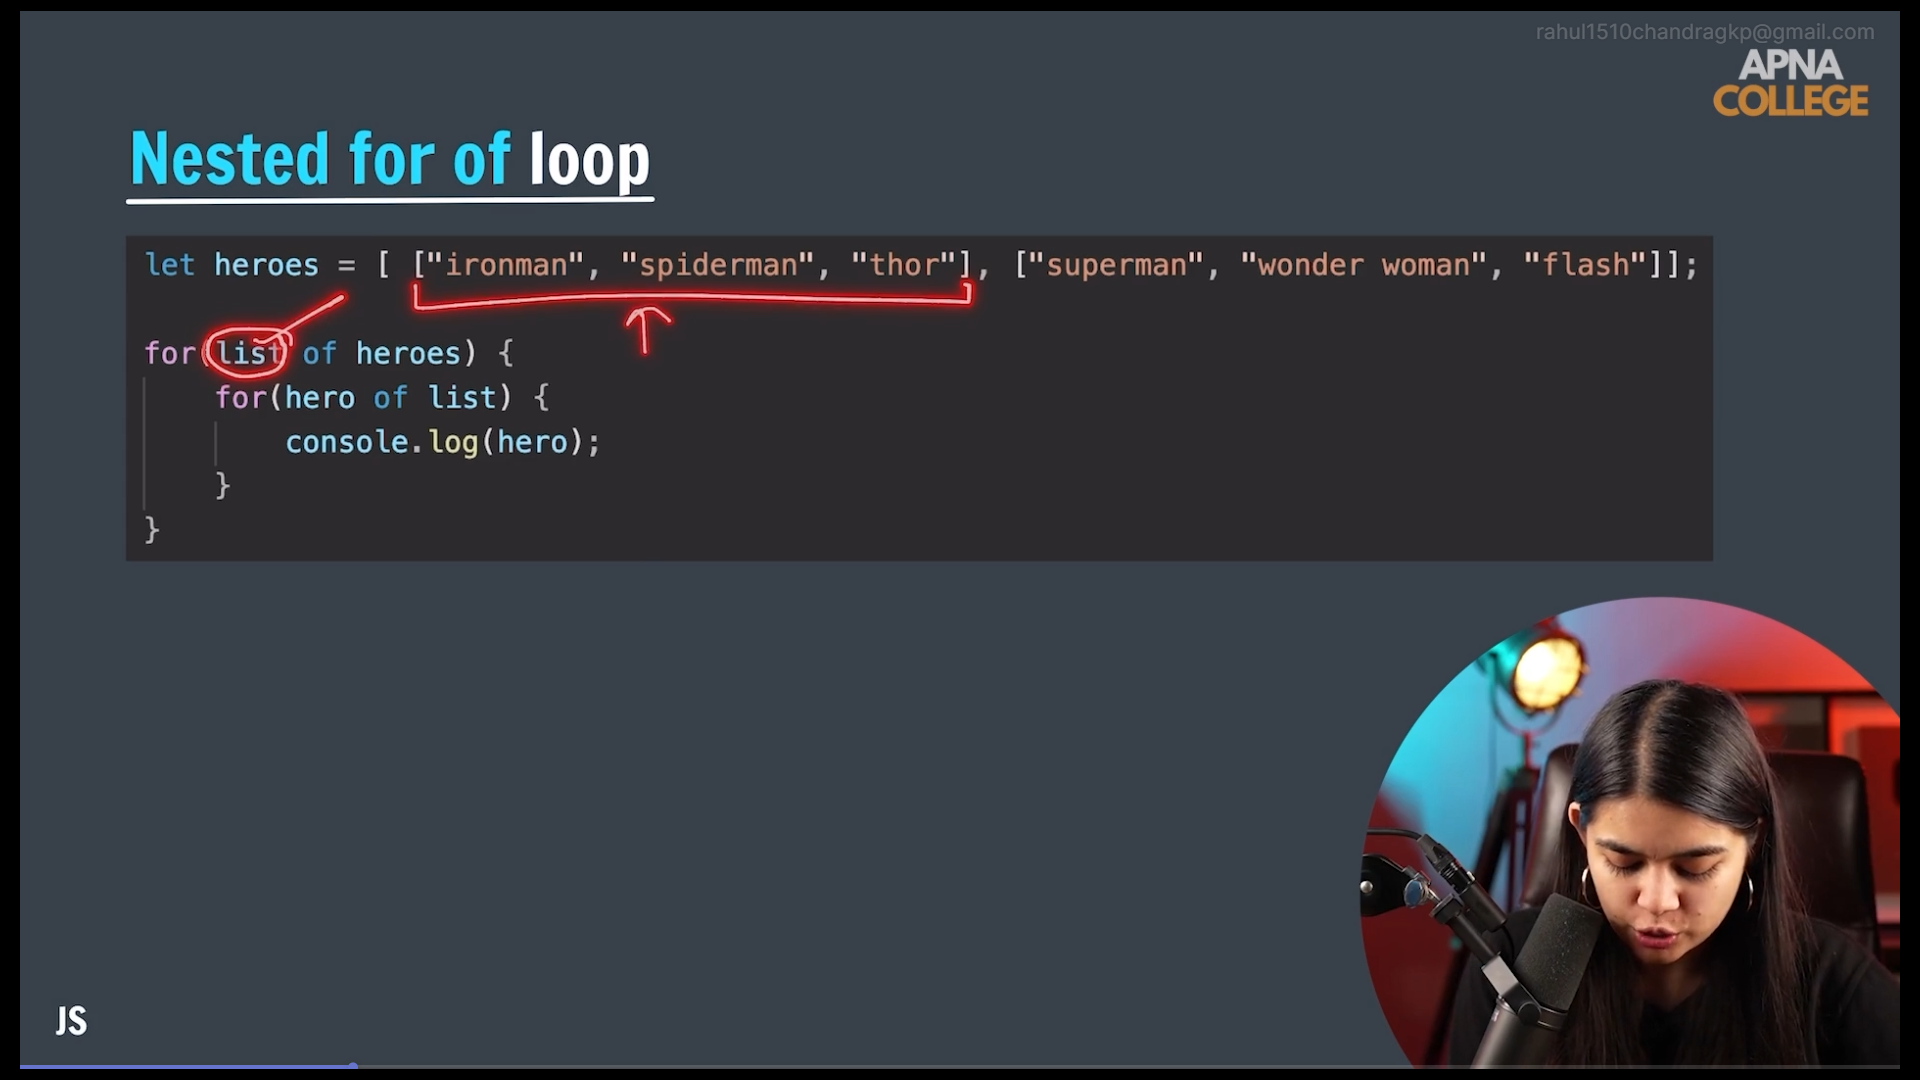 rahul1510chandragkp@gmail.com
APNA
COLLEGE
Nested for of loop
let heroes = [ ["ironman", "spiderman", "thor"], ["superman", "wonder woman", "flash"]];
for(list of heroes) {
    for(hero of list) {
        console.log(hero);
    }
}
JS